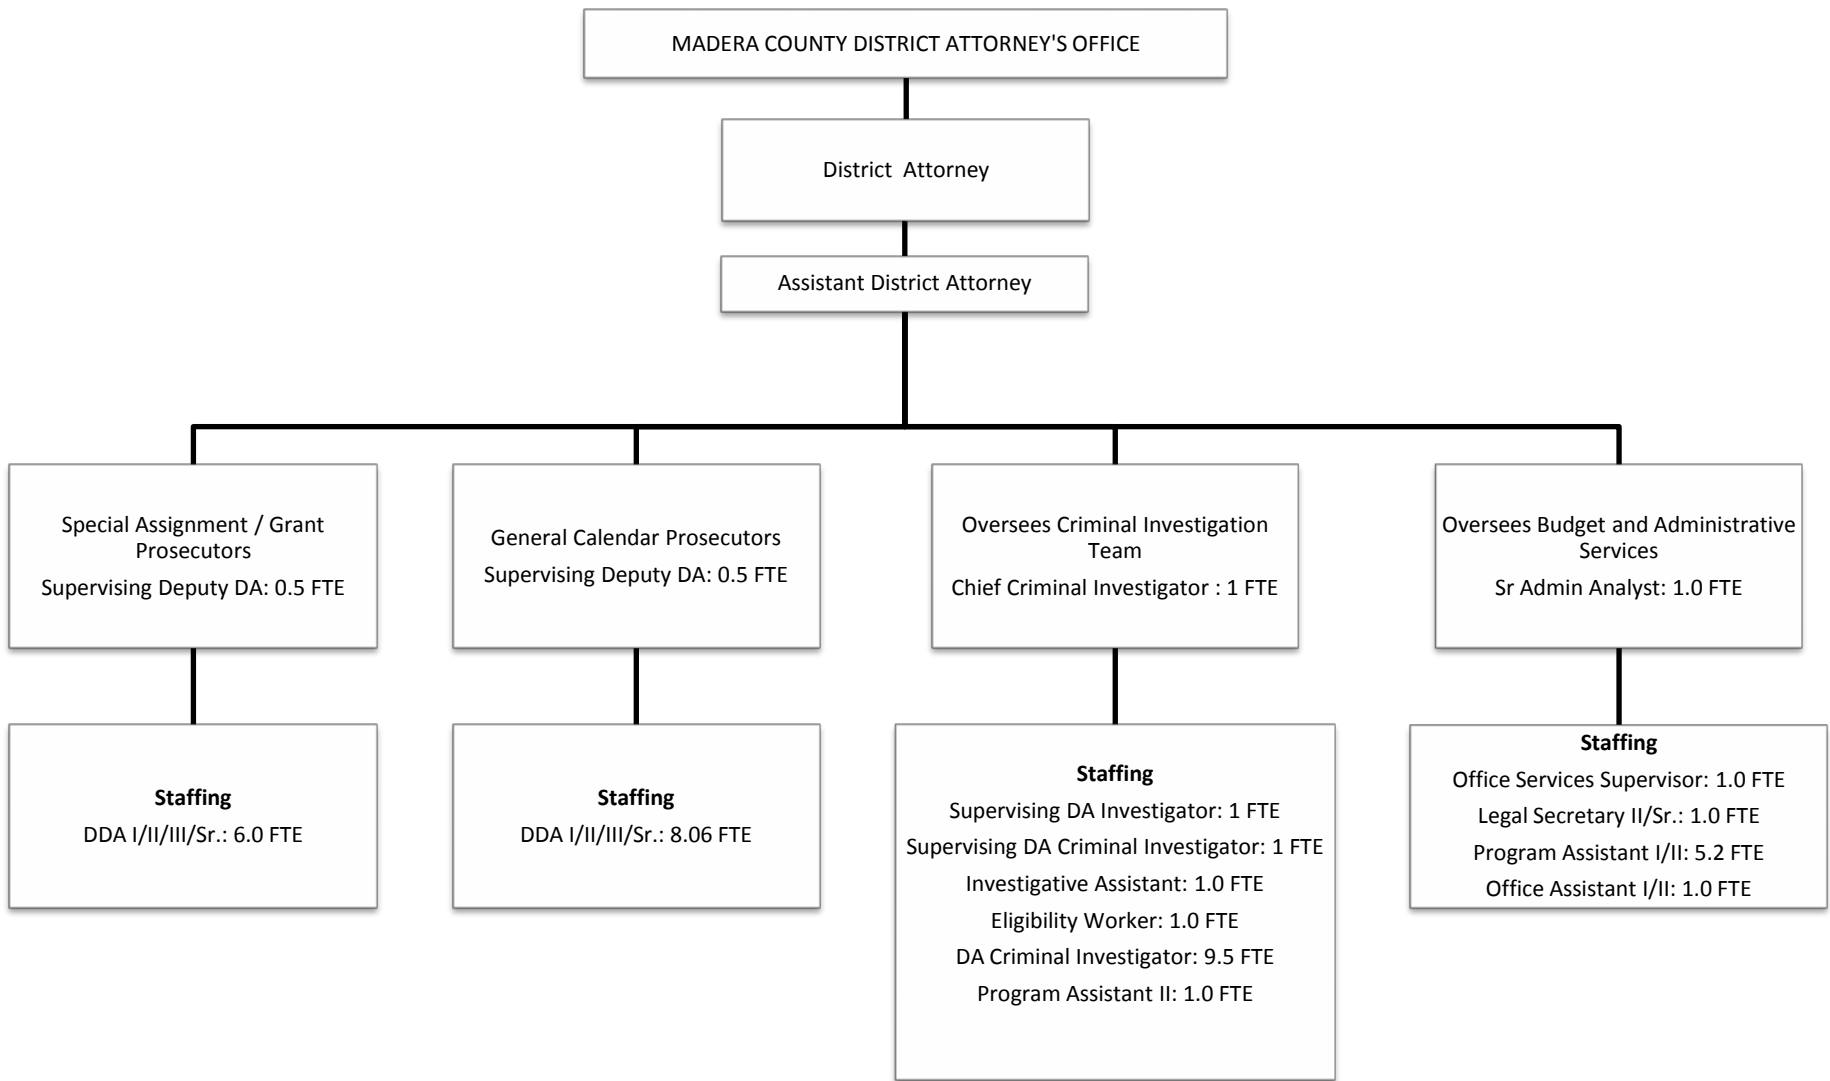 MADERA COUNTY DISTRICT ATTORNEY'S OFFICE
District Attorney
Assistant District Attorney
Special Assignment / Grant
Prosecutors
Supervising Deputy DA: 0.5 FTE
General Calendar Prosecutors
Supervising Deputy DA: 0.5 FTE
Oversees Criminal Investigation
Team
Chief Criminal Investigator : 1 FTE
Oversees Budget and Administrative
Services
Sr Admin Analyst: 1.0 FTE
Staffing
DDA I/II/III/Sr.: 6.0 FTE
Staffing
DDA I/II/III/Sr.: 8.06 FTE
Staffing
Supervising DA Investigator: 1 FTE
Supervising DA Criminal Investigator: 1 FTE
Investigative Assistant: 1.0 FTE
Eligibility Worker: 1.0 FTE
DA Criminal Investigator: 9.5 FTE
Program Assistant II: 1.0 FTE
Staffing
Office Services Supervisor: 1.0 FTE
Legal Secretary II/Sr.: 1.0 FTE
Program Assistant I/II: 5.2 FTE
Office Assistant I/II: 1.0 FTE